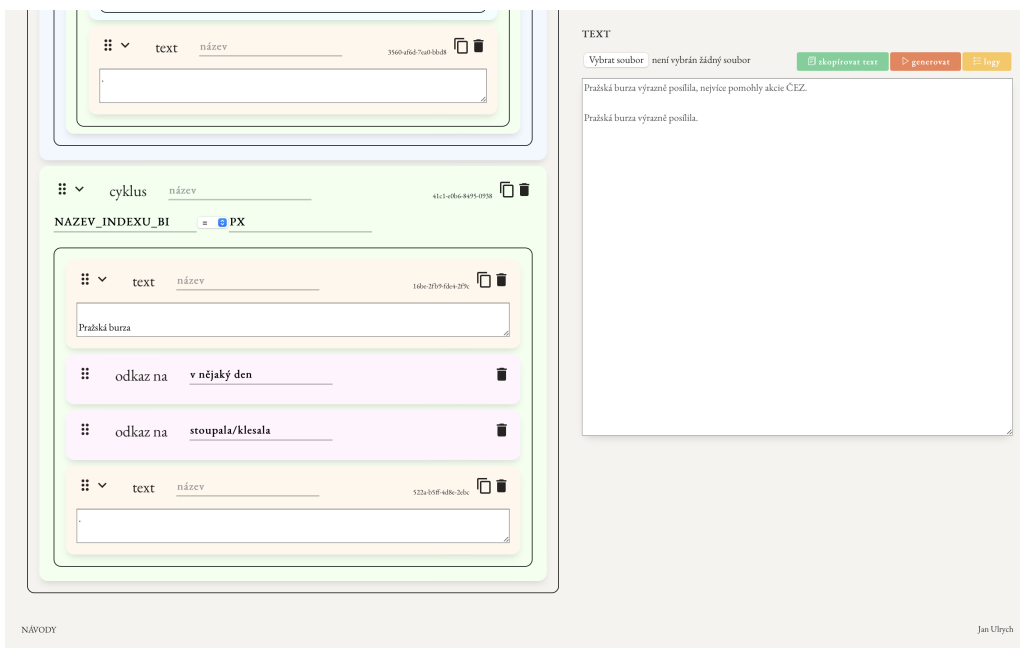 text název 3560-af6d-7ea0-bbd8
.
cyklus název 41c1-e0b6-8495-0938
NAZEV_INDEXU_BI = PX
text název 16be-2fb9-fde4-2f9c
Pražská burza
odkaz na v nějaký den
odkaz na stoupala/klesala
text název 522a-b5ff-4d8e-2ebc
.
TEXT
Vybrat soubor není vybrán žádný soubor zkopírovat text generovat logy
Pražská burza výrazně posílila, nejvíce pomohly akcie ČEZ.
Pražská burza výrazně posílila.
NÁVODY
Jan Ulrych